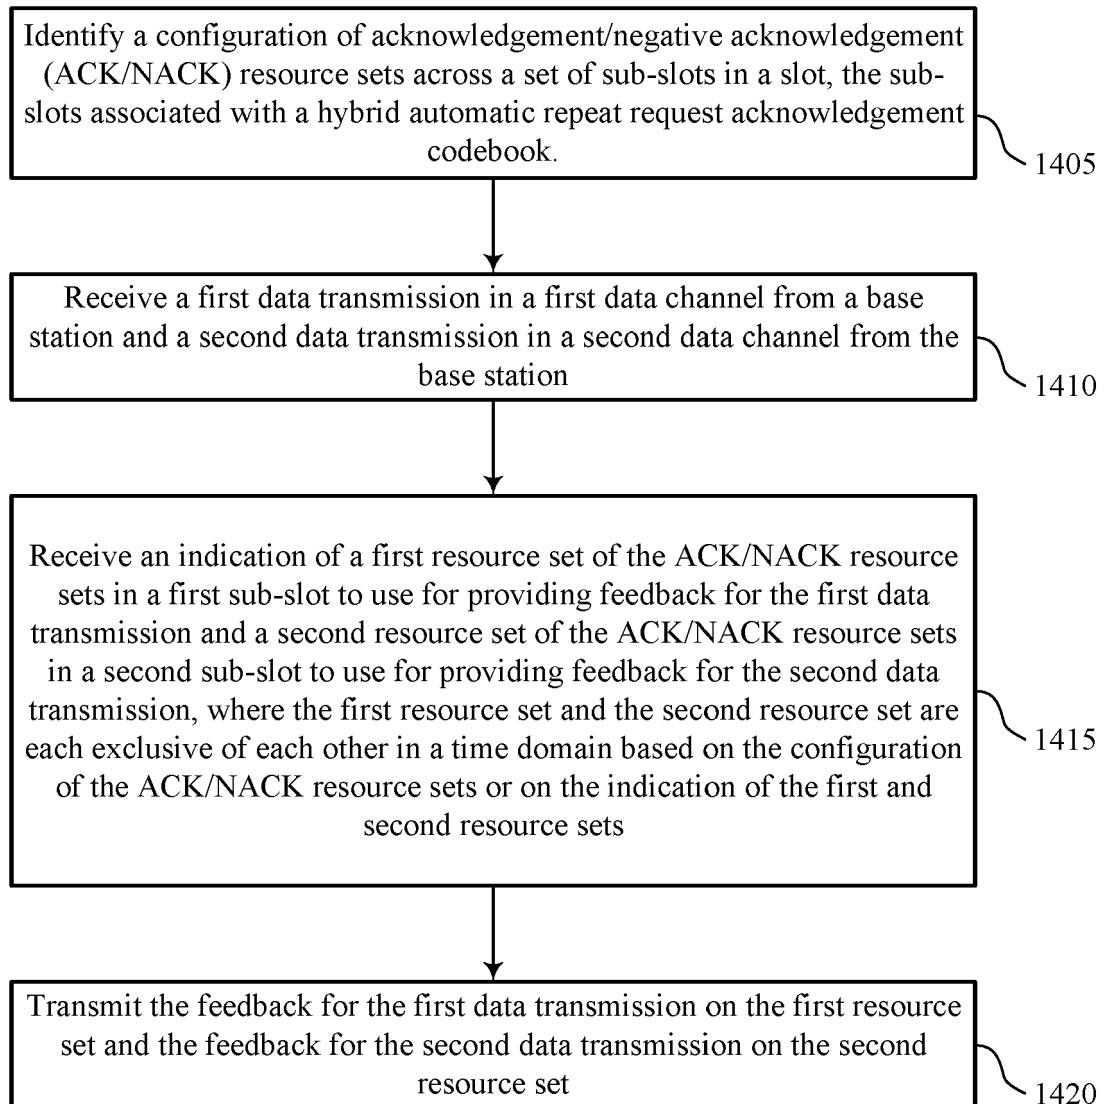 Identify a configuration of acknowledgement/negative acknowledgement
(ACK/NACK) resource sets across a set of sub-slots in a slot, the sub-
slots associated with a hybrid automatic repeat request acknowledgement
codebook.
1405
Receive a first data transmission in a first data channel from a base
station and a second data transmission in a second data channel from the
base station
1410
Receive an indication of a first resource set of the ACK/NACK resource
sets in a first sub-slot to use for providing feedback for the first data
transmission and a second resource set of the ACK/NACK resource sets
in a second sub-slot to use for providing feedback for the second data
transmission, where the first resource set and the second resource set are
each exclusive of each other in a time domain based on the configuration
of the ACK/NACK resource sets or on the indication of the first and
second resource sets
1415
Transmit the feedback for the first data transmission on the first resource
set and the feedback for the second data transmission on the second
resource set
1420